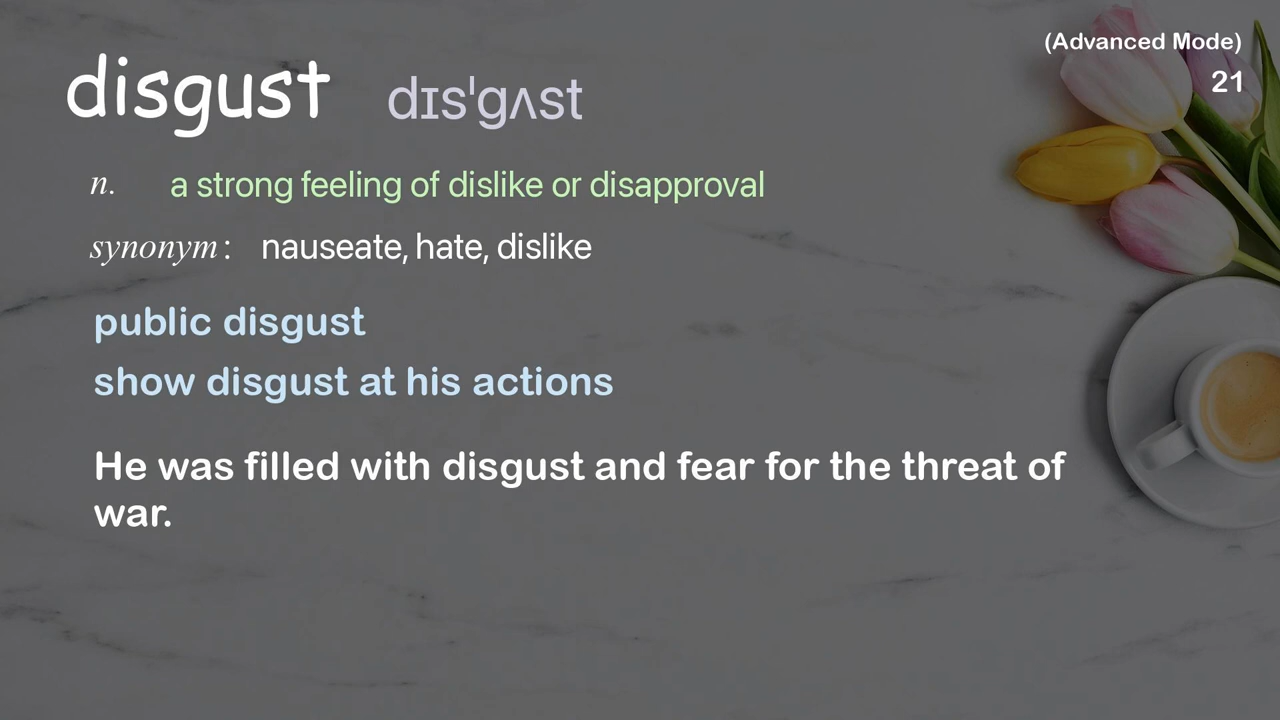 (Advanced Mode)
21
disgust dɪsˈgʌst
n. a strong feeling of dislike or disapproval
synonym : nauseate, hate, dislike
public disgust
show disgust at his actions
He was filled with disgust and fear for the threat of
war.